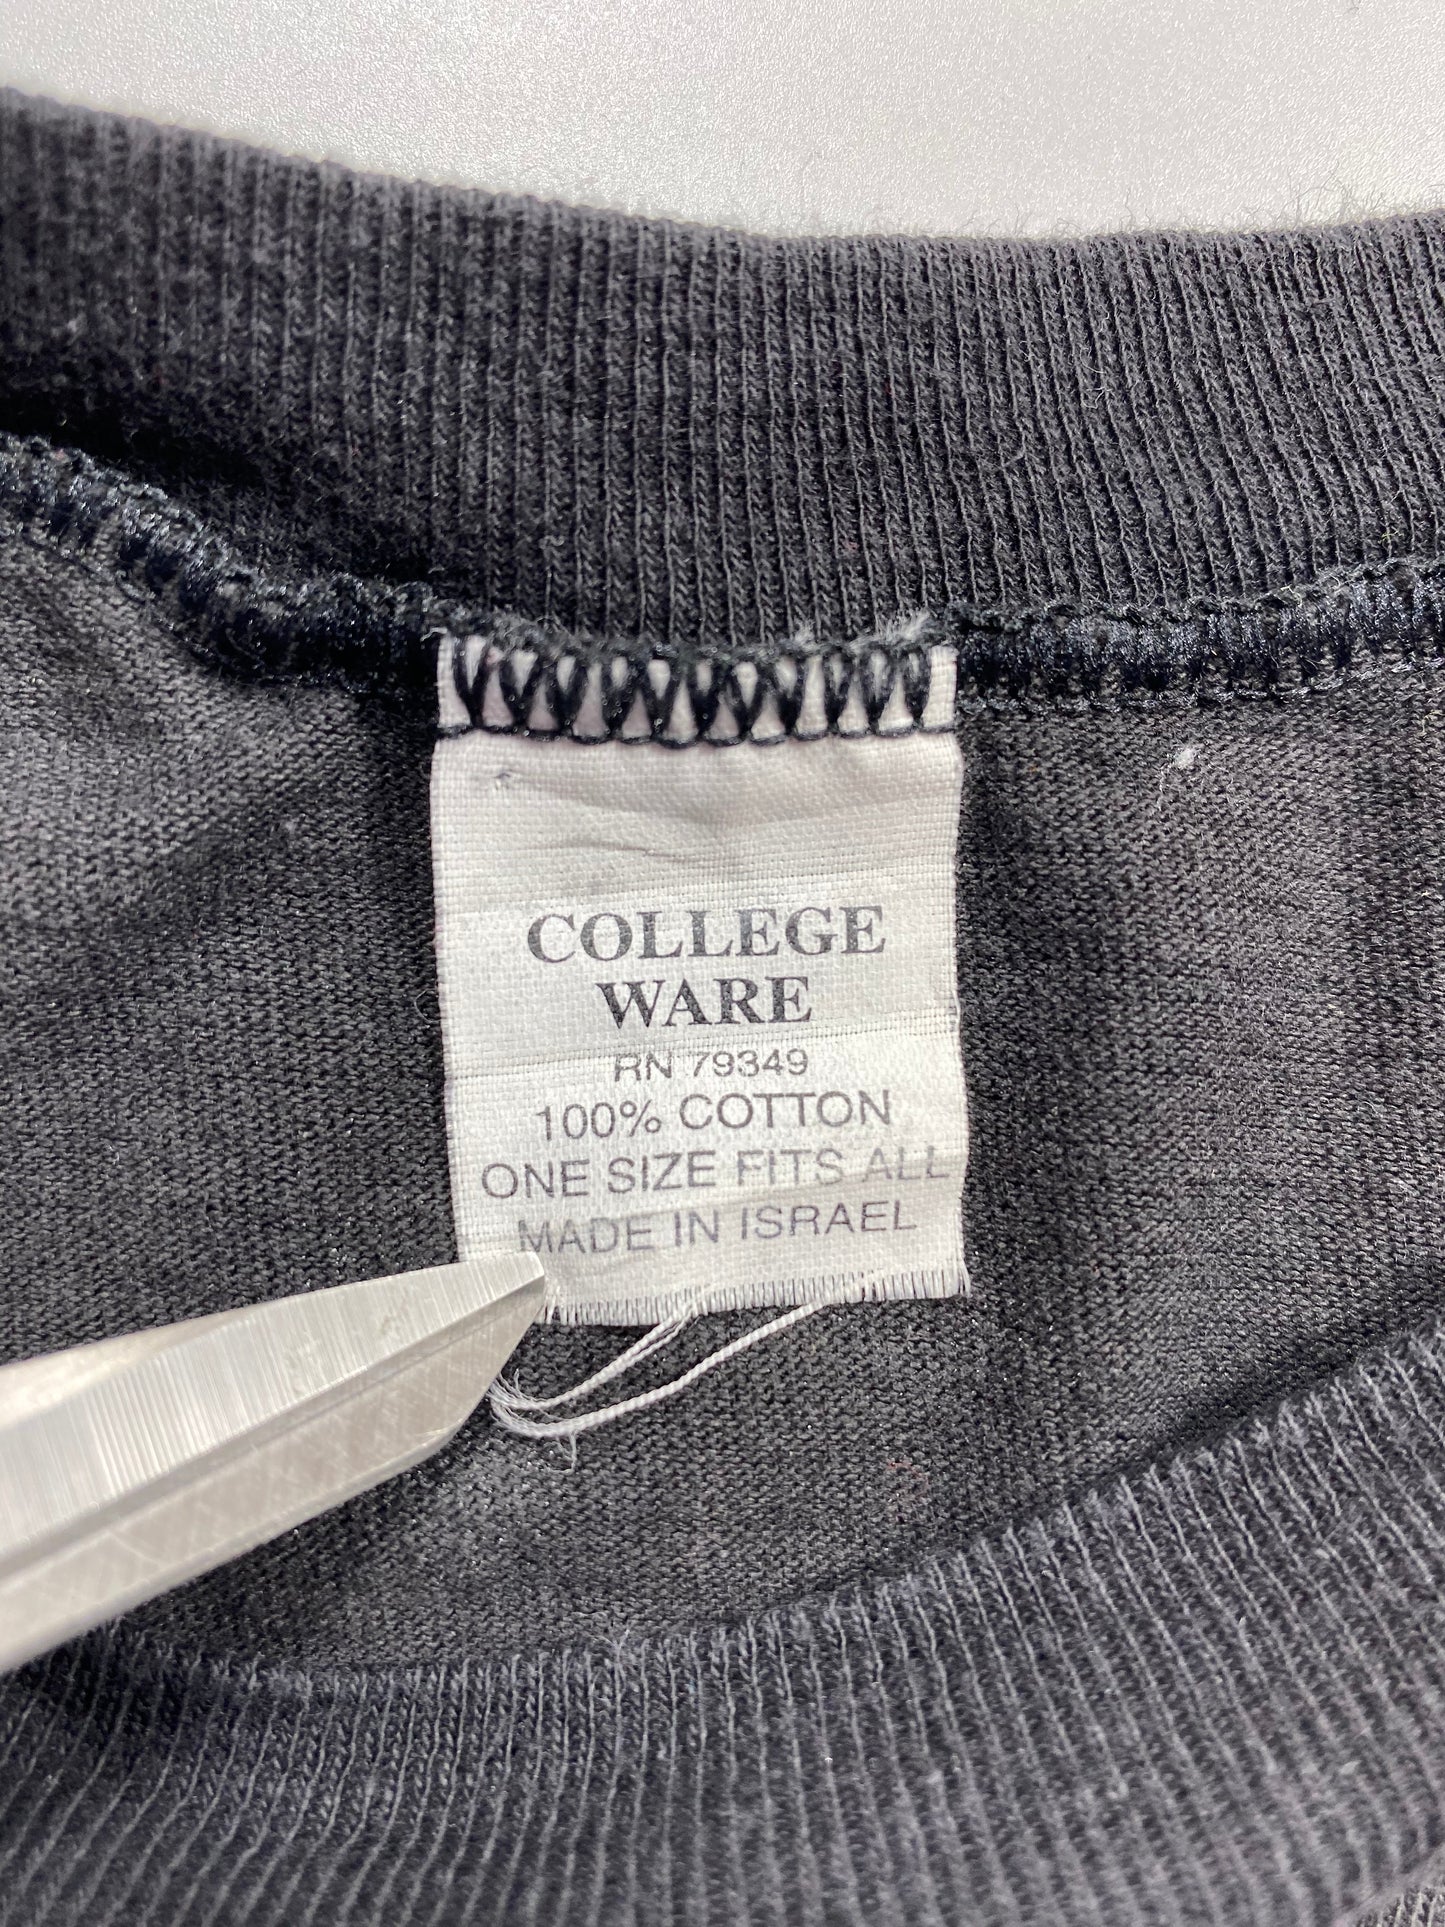 COLLEGE
WARE
RN 79349
100% COTTON
ONE SIZE FITS ALL
MADE IN ISRAEL